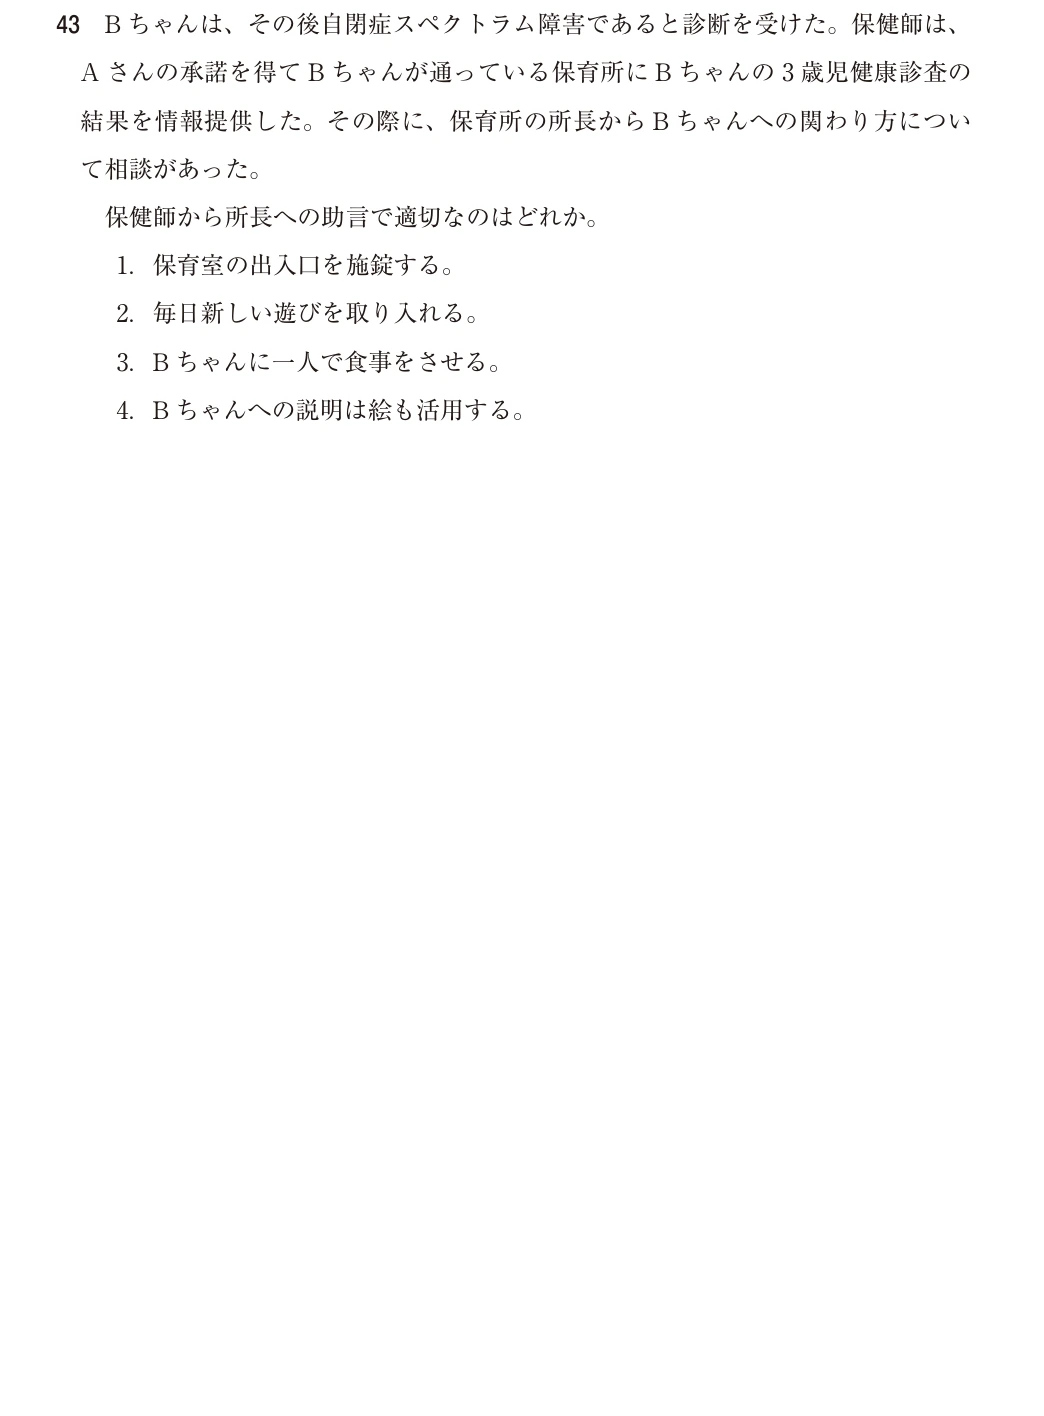 43 Bちゃんは、その後自閉症スペクトラム障害であると診断を受けた。保健師は、
Aさんの承諾を得てBちゃんが通っている保育所にBちゃんの3歳児健康診査の
結果を情報提供した。その際に、保育所の所長からBちゃんへの関わり方につい
て相談があった。
保健師から所長への助言で適切なのはどれか。
1. 保育室の出入口を施錠する。
2. 毎日新しい遊びを取り入れる。
3. Bちゃんに一人で食事をさせる。
4. Bちゃんへの説明は絵も活用する。